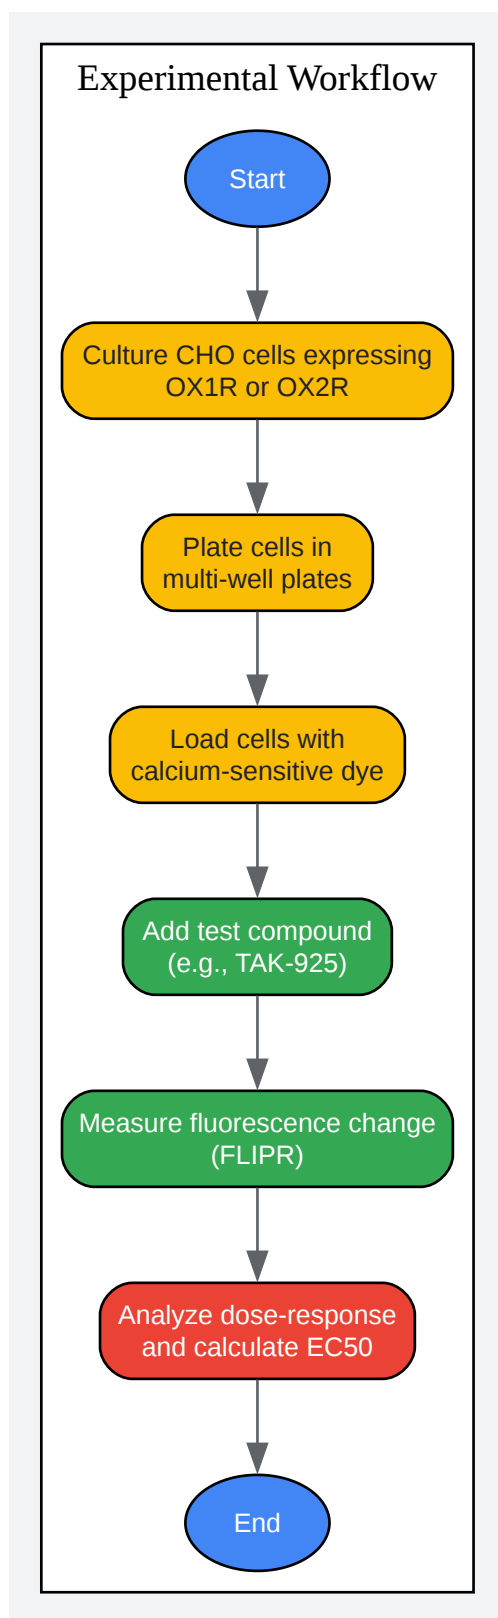 Experimental Workflow
Start
Culture CHO cells expressing
OX1R or OX2R
Plate cells in
multi-well plates
Load cells with
calcium-sensitive dye
Add test compound
(e.g., TAK-925)
Measure fluorescence change
(FLIPR)
Analyze dose-response
and calculate EC50
End